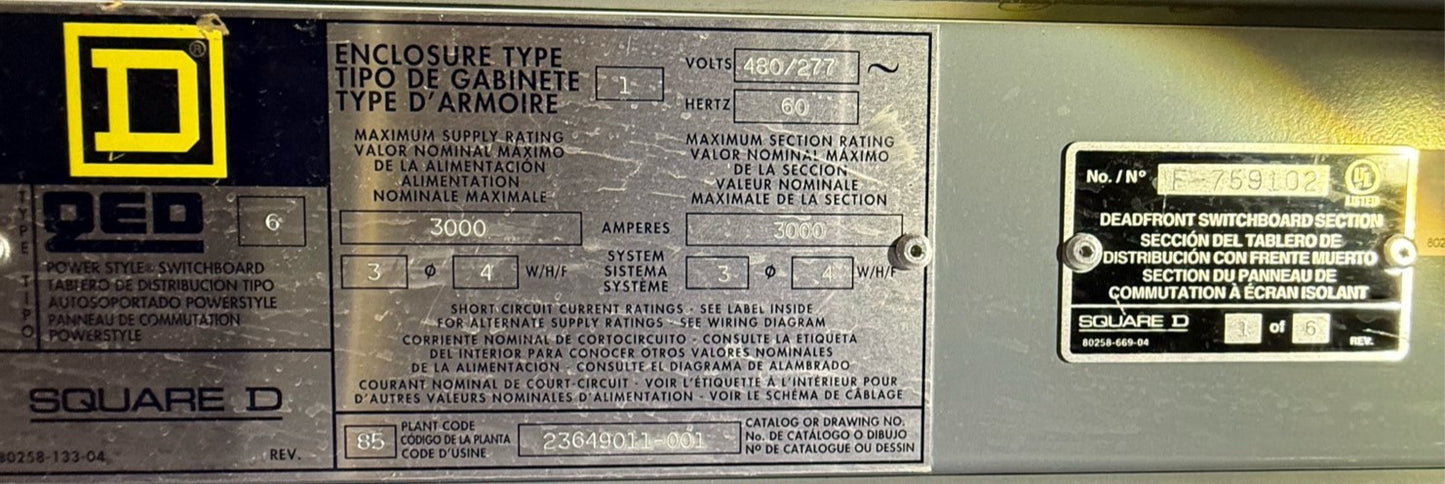 D ®
TYPE
TIPO
QED 6
POWER STYLE® SWITCHBOARD
TABLERO DE DISTRIBUCION TIPO
AUTOSOPORTADO POWERSTYLE
PANNEAU DE COMMUTATION
POWERSTYLE
SQUARE D
80258-133-04 REV.
ENCLOSURE TYPE
TIPO DE GABINETE
TYPE D'ARMOIRE
1
VOLTS 480/277 ~
HERTZ 60
MAXIMUM SUPPLY RATING
VALOR NOMINAL MÁXIMO
DE LA ALIMENTACIÓN
ALIMENTATION
NOMINALE MAXIMALE
MAXIMUM SECTION RATING
VALOR NOMINAL MÁXIMO
DE LA SECCIÓN
VALEUR NOMINALE
MAXIMALE DE LA SECTION
3000 AMPERES 3000
3 Ø 4 W/H/F
SYSTEM
SISTEMA
SYSTÈME
3 Ø 4 W/H/F
SHORT CIRCUIT CURRENT RATINGS - SEE LABEL INSIDE
FOR ALTERNATE SUPPLY RATINGS - SEE WIRING DIAGRAM
CORRIENTE NOMINAL DE CORTOCIRCUITO - CONSULTE LA ETIQUETA
DEL INTERIOR PARA CONOCER OTROS VALORES NOMINALES
DE LA ALIMENTACION - CONSULTE EL DIAGRAMA DE ALAMBRADO
COURANT NOMINAL DE COURT-CIRCUIT - VOIR L'ÉTIQUETTE À L'INTÉRIEUR POUR
D'AUTRES VALEURS NOMINALES D'ALIMENTATION - VOIR LE SCHÉMA DE CÂBLAGE
85
PLANT CODE
CÓDIGO DE LA PLANTA
CODE D'USINE
23649011-001
CATALOG OR DRAWING NO.
No. DE CATÁLOGO O DIBUJO
Nº DE CATALOGUE OU DESSIN
No. / Nº F-759102 UL
LISTED
DEADFRONT SWITCHBOARD SECTION
SECCIÓN DEL TABLERO DE
DISTRIBUCIÓN CON FRENTE MUERTO
SECTION DU PANNEAU DE
COMMUTATION À ÉCRAN ISOLANT
SQUARE D 1 of 6
80258-669-04 REV.